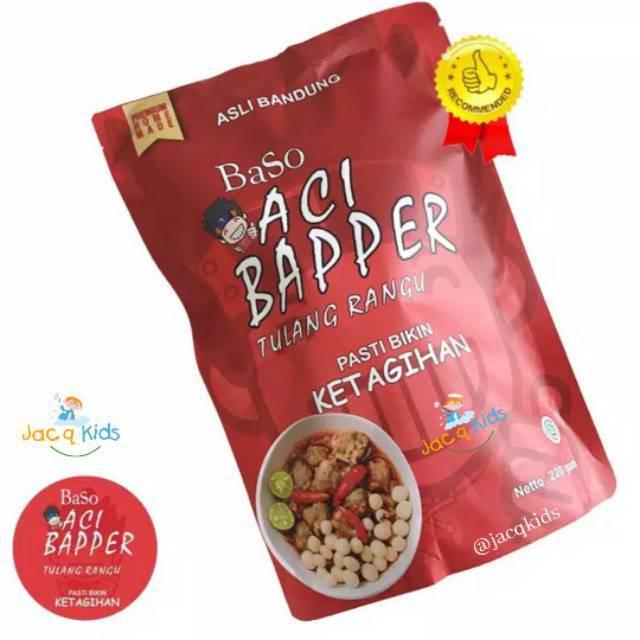 PREMIUM
HOME
MADE
ASLI BANDUNG
RECOMMENDED
BaSo
ACI
BAPPER
TULANG RANGU
PASTI BIKIN
KETAGIHAN
Jacq Kids
Jacq Kids
Netto : 220 gam
@jacqkids
BaSo
ACI
BAPPER
TULANG RANGU
PASTI BIKIN
KETAGIHAN